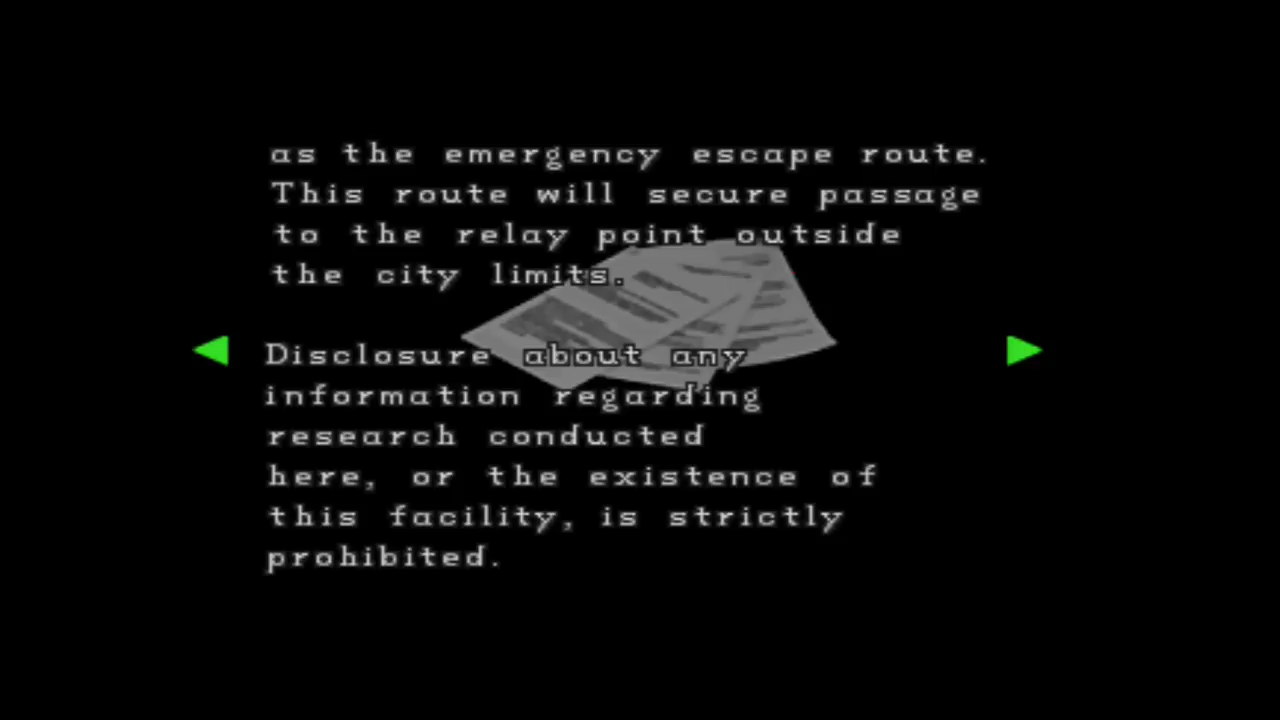 as the emergency escape route.
This route will secure passage
to the relay point outside
the city limits.
Disclosure about any
information regarding
research conducted
here, or the existence of
this facility, is strictly
prohibited.